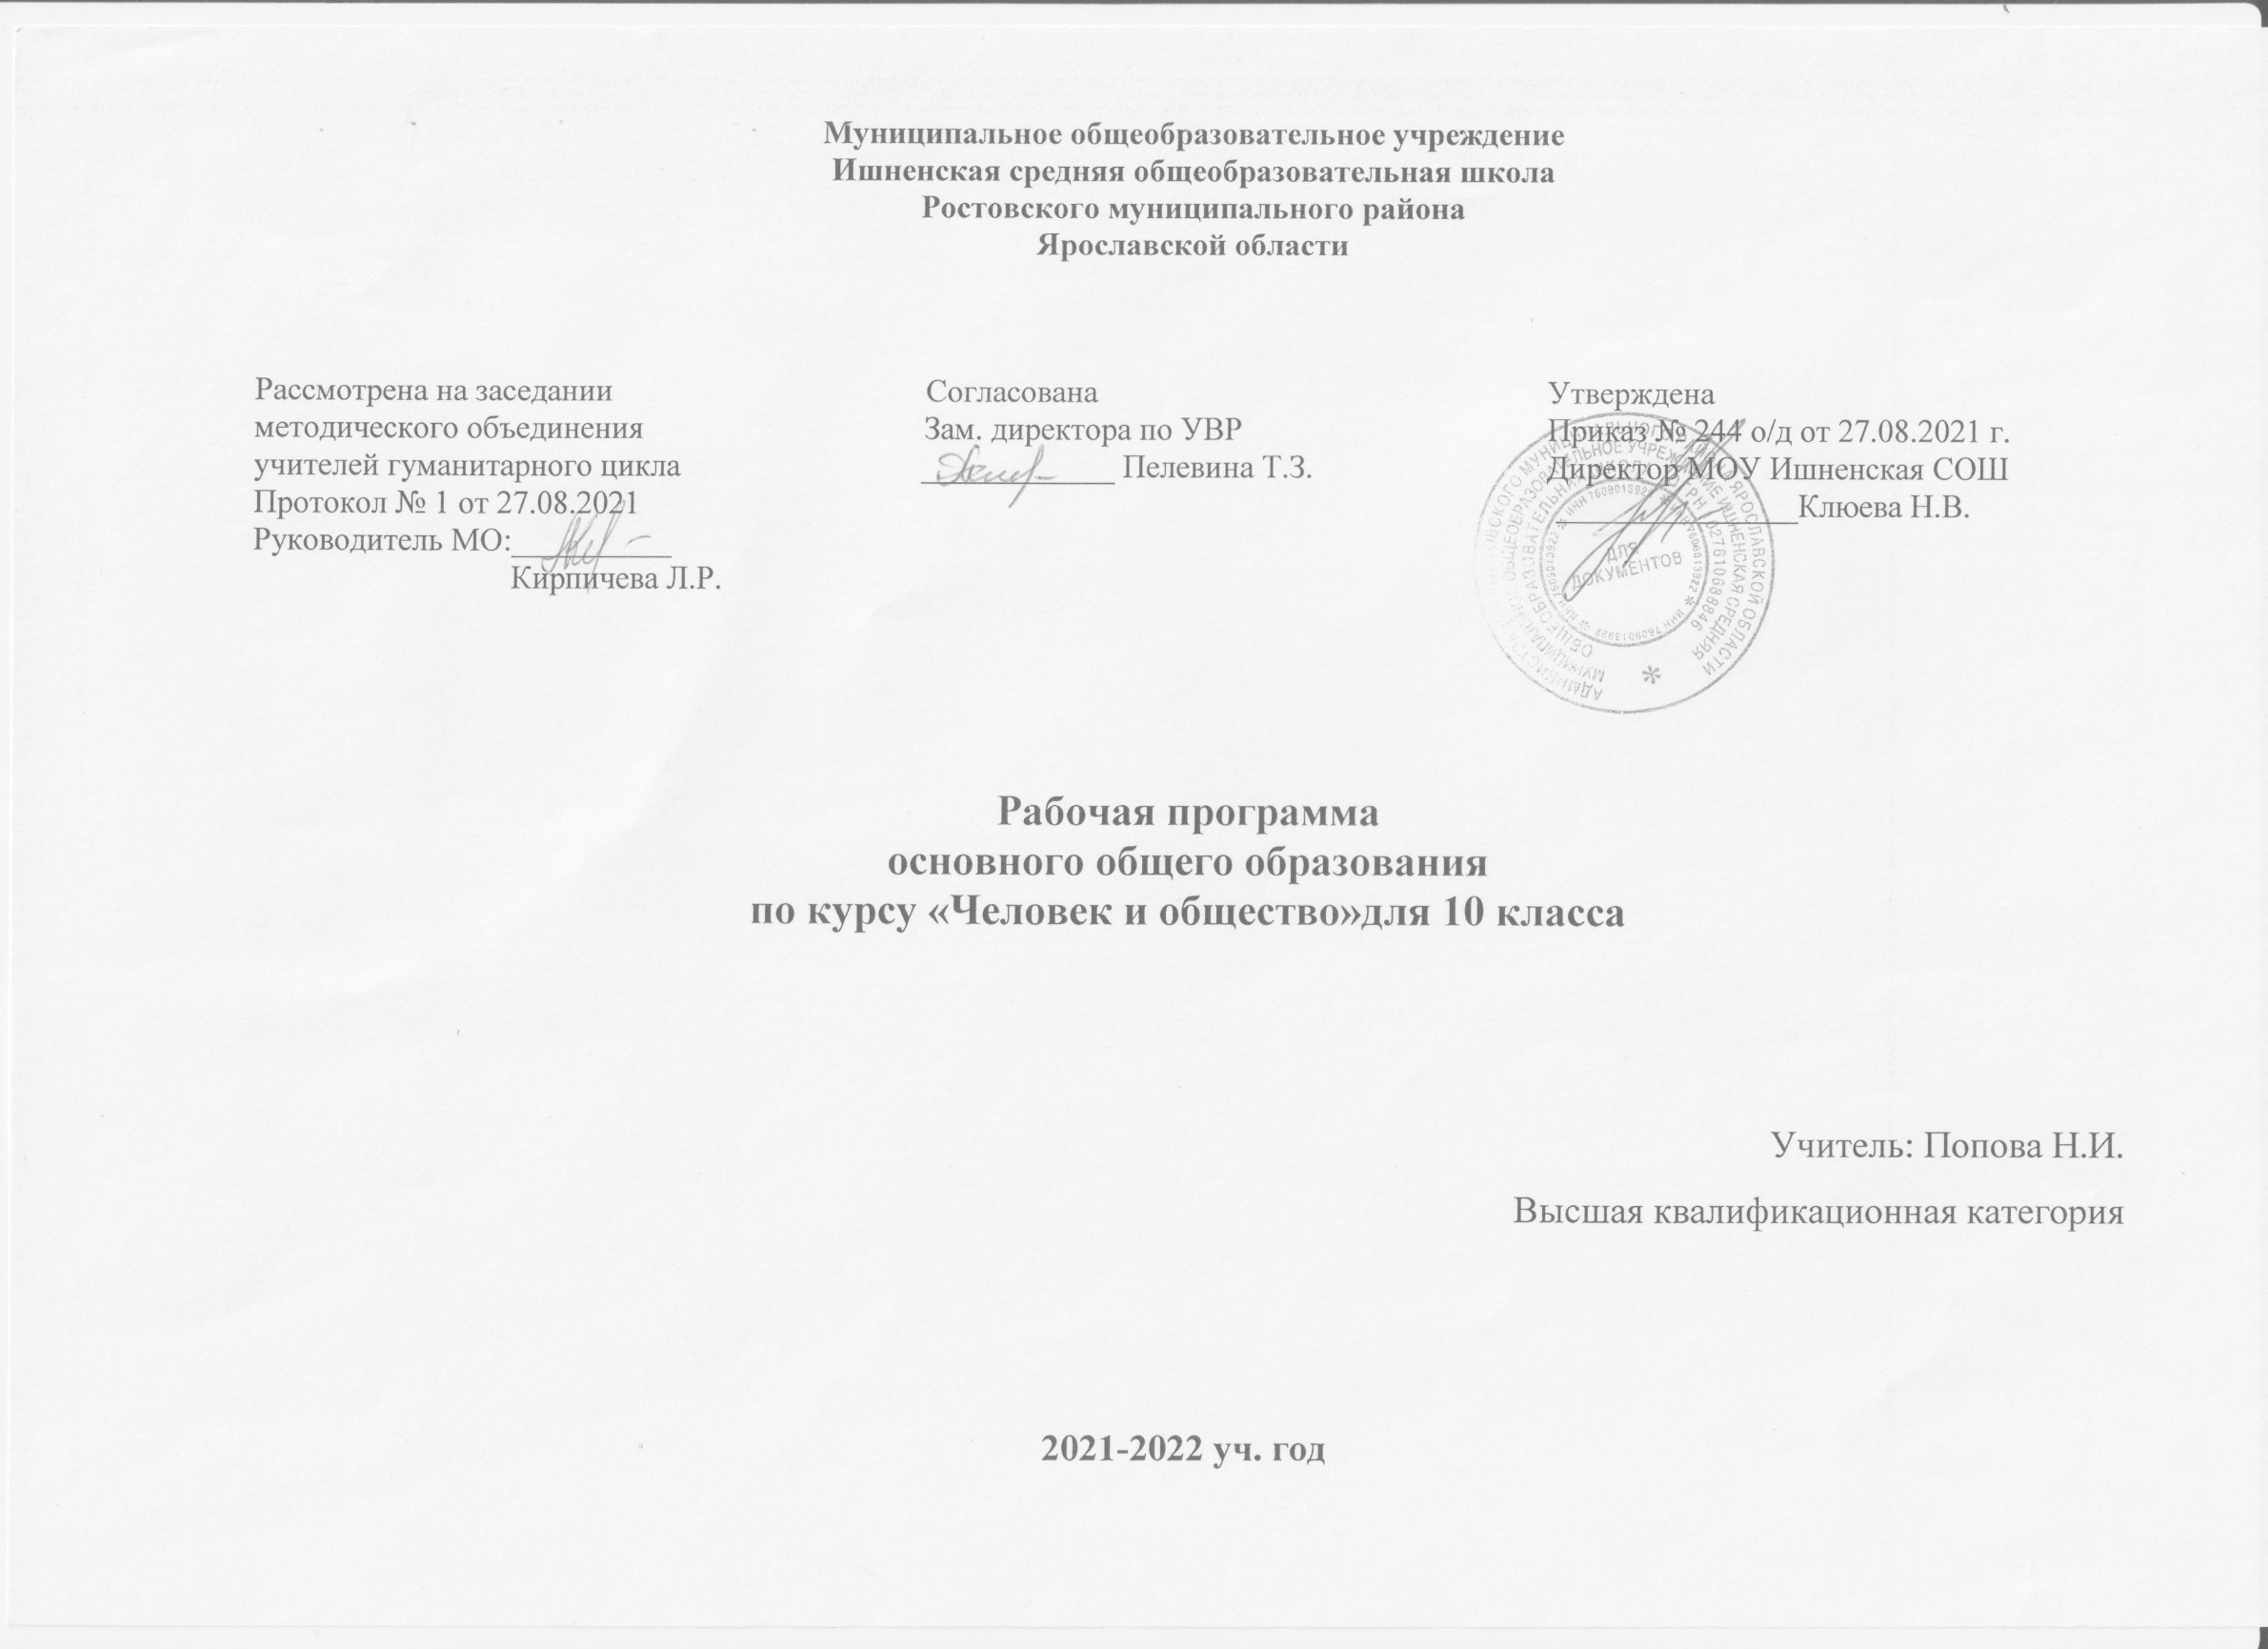 Муниципальное общеобразовательное учреждение
Ишненская средняя общеобразовательная школа
Ростовского муниципального района
Ярославской области
Рассмотрена на заседании
методического объединения
учителей гуманитарного цикла
Протокол № 1 от 27.08.2021
Руководитель МО:____________
Кирпичева Л.Р.
Согласована
Зам. директора по УВР
____________ Пелевина Т.З.
Утверждена
Приказ № 244 о/д от 27.08.2021 г.
Директор МОУ Ишненская СОШ
_______________Клюева Н.В.
ДЛЯ
ДОКУМЕНТОВ
Рабочая программа
основного общего образования
по курсу «Человек и общество»для 10 класса
Учитель: Попова Н.И.
Высшая квалификационная категория
2021-2022 уч. год